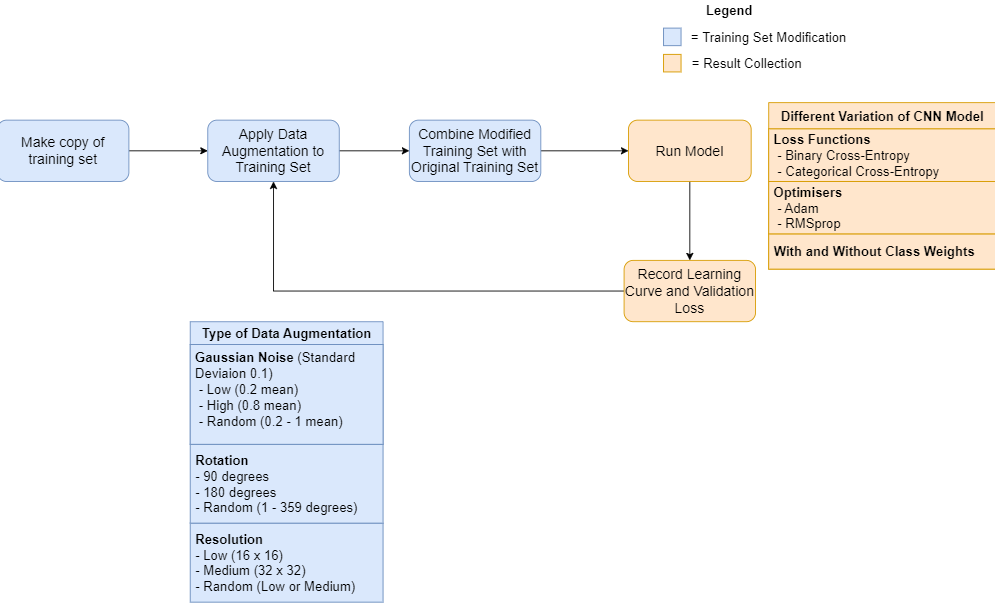 Legend
= Training Set Modification
= Result Collection
Make copy of
training set
Apply Data
Augmentation to
Training Set
Combine Modified
Training Set with
Original Training Set
Run Model
Different Variation of CNN Model
Loss Functions
- Binary Cross-Entropy
- Categorical Cross-Entropy
Optimisers
- Adam
- RMSprop
With and Without Class Weights
Record Learning
Curve and Validation
Loss
Type of Data Augmentation
Gaussian Noise (Standard
Deviaion 0.1)
- Low (0.2 mean)
- High (0.8 mean)
- Random (0.2 - 1 mean)
Rotation
- 90 degrees
- 180 degrees
- Random (1 - 359 degrees)
Resolution
- Low (16 x 16)
- Medium (32 x 32)
- Random (Low or Medium)